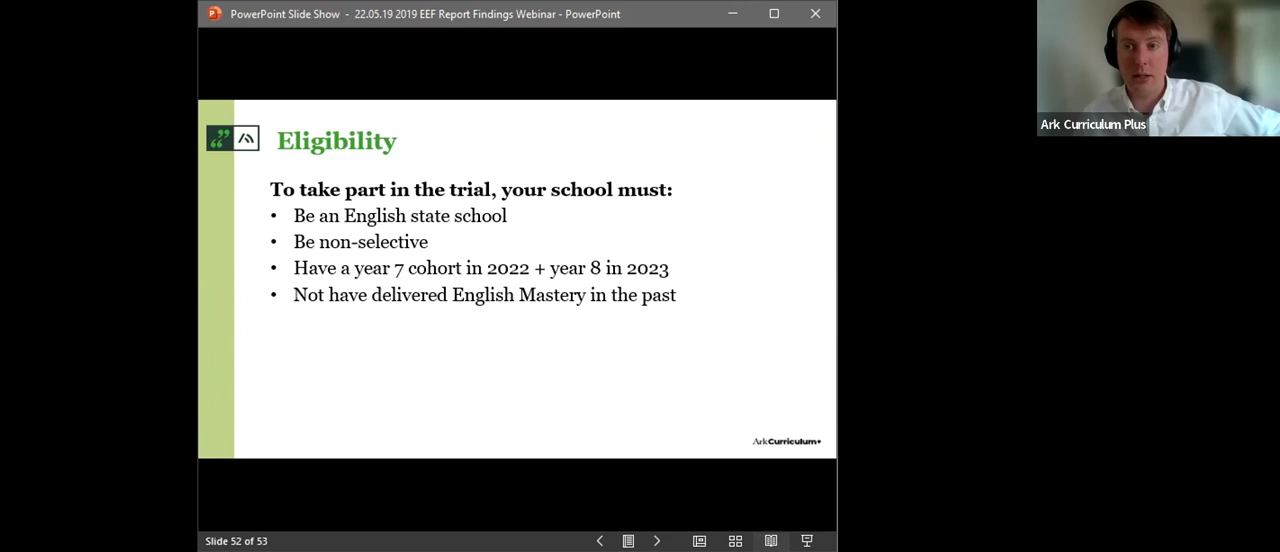 PowerPoint Slide Show - 22.05.19 2019 EEF Report Findings Webinar - PowerPoint
Ark Curriculum Plus
Eligibility
To take part in the trial, your school must:
• Be an English state school
• Be non-selective
• Have a year 7 cohort in 2022 + year 8 in 2023
• Not have delivered English Mastery in the past
ArkCurriculum+
Slide 52 of 53